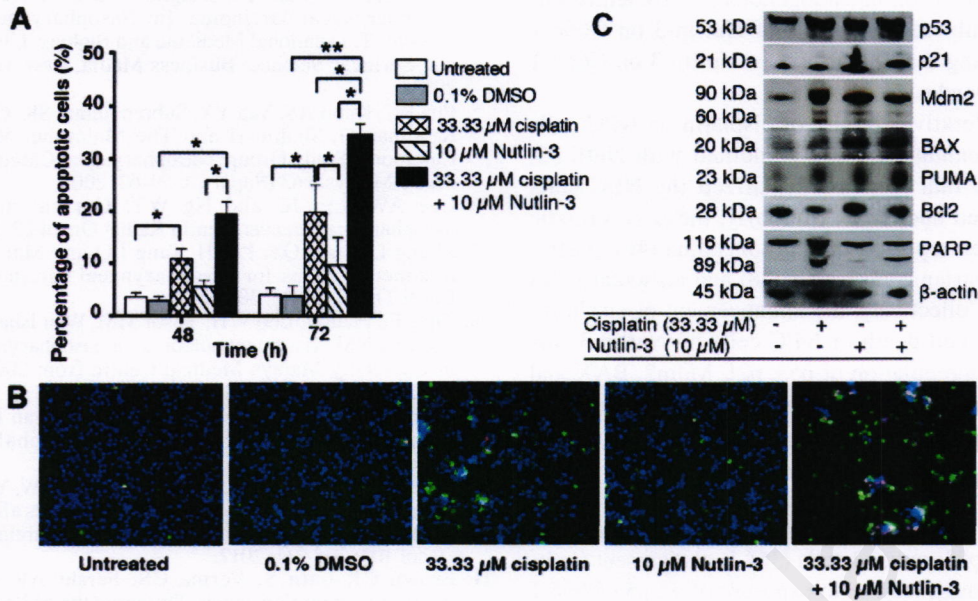 A
Percentage of apoptotic cells (%)
50
40
30
20
10
0
**
*
*
* *
*
*
*
48
72
Time (h)
Untreated
0.1% DMSO
33.33 µM cisplatin
10 µM Nutlin-3
33.33 µM cisplatin
+ 10 µM Nutlin-3
C
53 kDa p53
21 kDa p21
90 kDa Mdm2
60 kDa
20 kDa BAX
23 kDa PUMA
28 kDa Bcl2
116 kDa PARP
89 kDa
45 kDa β-actin
Cisplatin (33.33 µM) - + - +
Nutlin-3 (10 µM) - - + +
B
Untreated
0.1% DMSO
33.33 µM cisplatin
10 µM Nutlin-3
33.33 µM cisplatin
+ 10 µM Nutlin-3